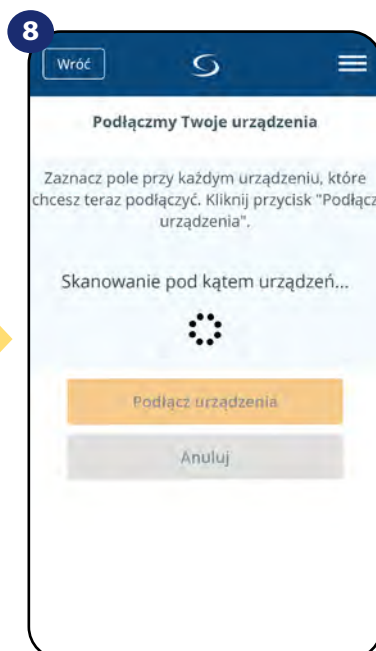 8
Wróć
Podłączmy Twoje urządzenia
Zaznacz pole przy każdym urządzeniu, które
chcesz teraz podłączyć. Kliknij przycisk "Podłącz
urządzenia".
Skanowanie pod kątem urządzeń...
Podłącz urządzenia
Anuluj